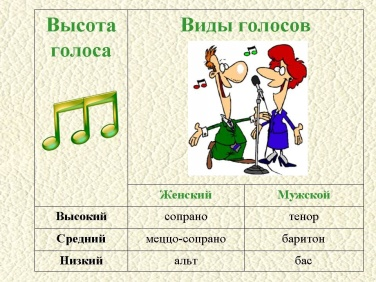 Высота
голоса
Виды голосов
Женский Мужской
Высокий сопрано тенор
Средний меццо-сопрано баритон
Низкий альт бас